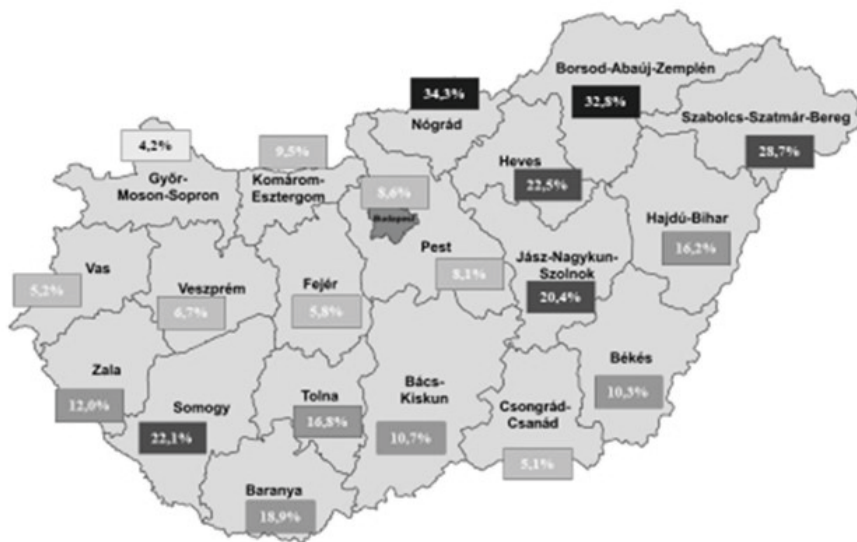 Borsod-Abaúj-Zemplén
34,3%
32,8%
Nógrád
Szabolcs-Szatmár-Bereg
4,2%
9,5%
Heves
28,7%
Győr-
Moson-Sopron
Komárom-
Esztergom
8,6%
22,5%
Budapest
Hajdú-Bihar
Pest
16,2%
Vas
Jász-Nagykun-
Szolnok
8,1%
5,2%
Veszprém
Fejér
6,7%
5,8%
20,4%
Békés
Zala
Bács-
Kiskun
10,3%
12,0%
Somogy
Tolna
Csongrád-
Csanád
16,8%
22,1%
10,7%
5,1%
Baranya
18,9%